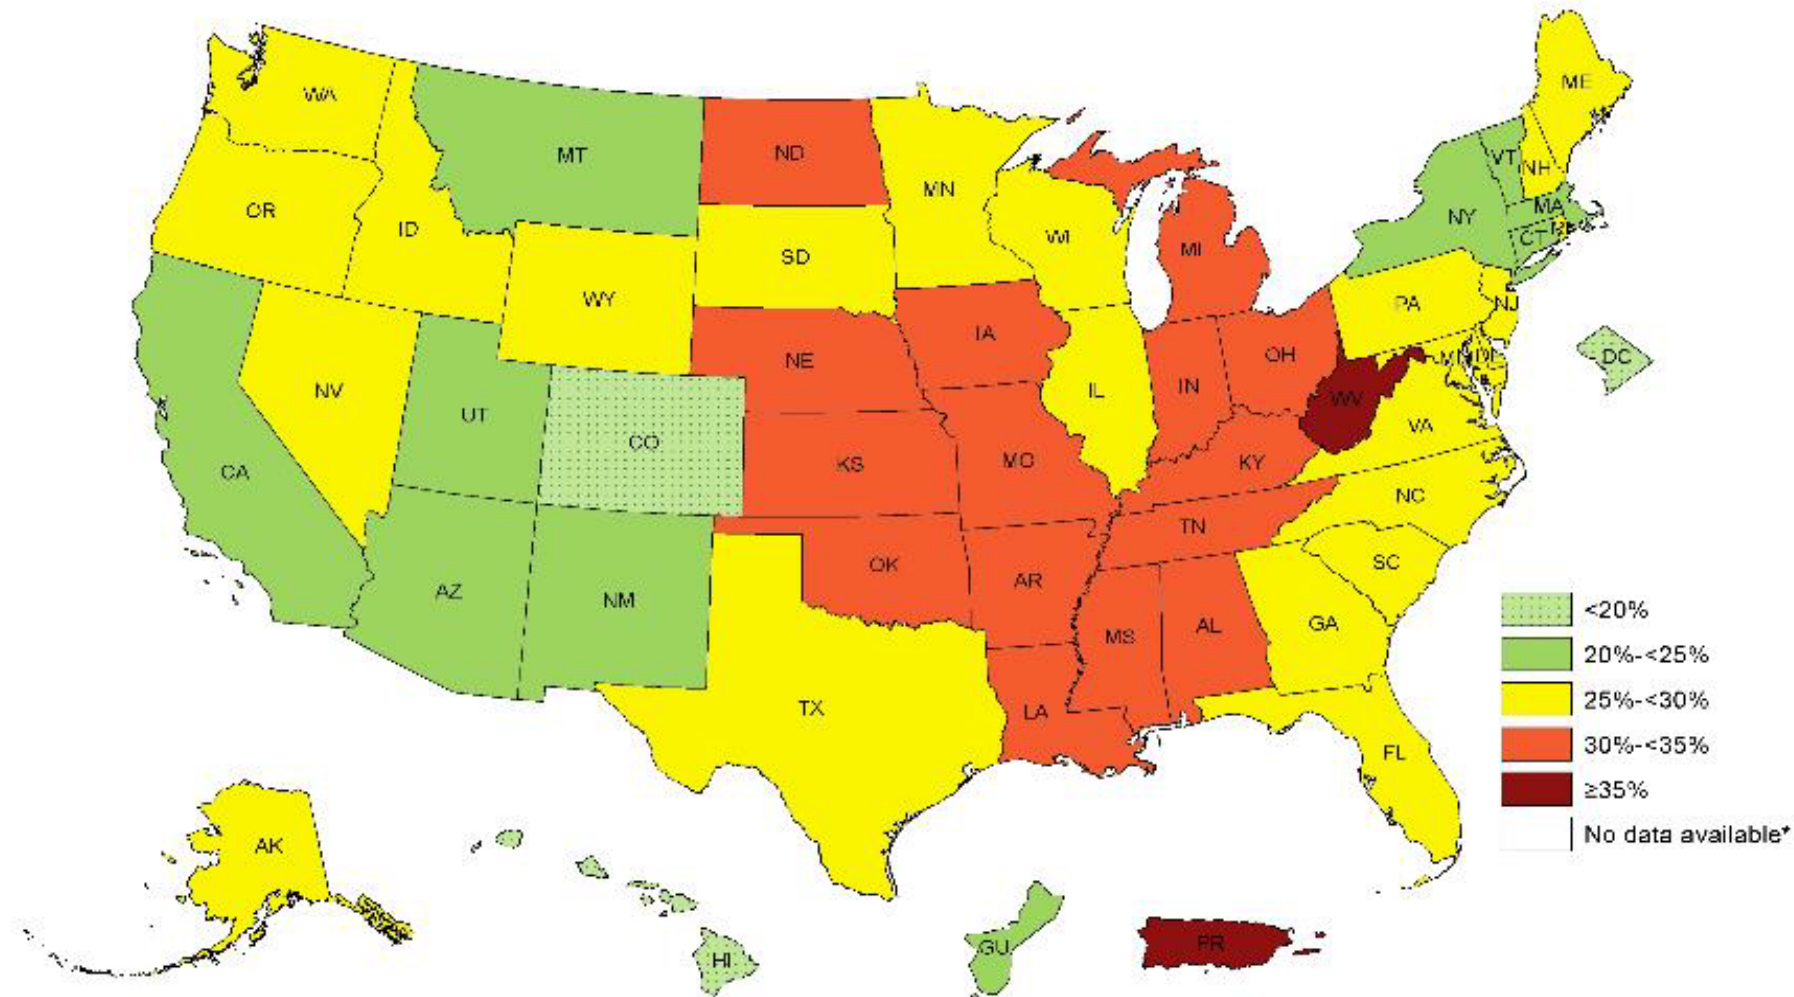 WA
MT
ND
MN
ME
VT
NH
OR
ID
SD
WI
MI
NY
MA
CT
WY
IA
PA
NJ
NE
OH
DC
NV
UT
CO
IL
IN
WV
VA
CA
KS
MO
KY
NC
AZ
NM
OK
AR
TN
SC
MS
AL
GA
TX
LA
FL
AK
HI
GU
PR
<20%
20%-<25%
25%-<30%
30%-<35%
≥35%
No data available*